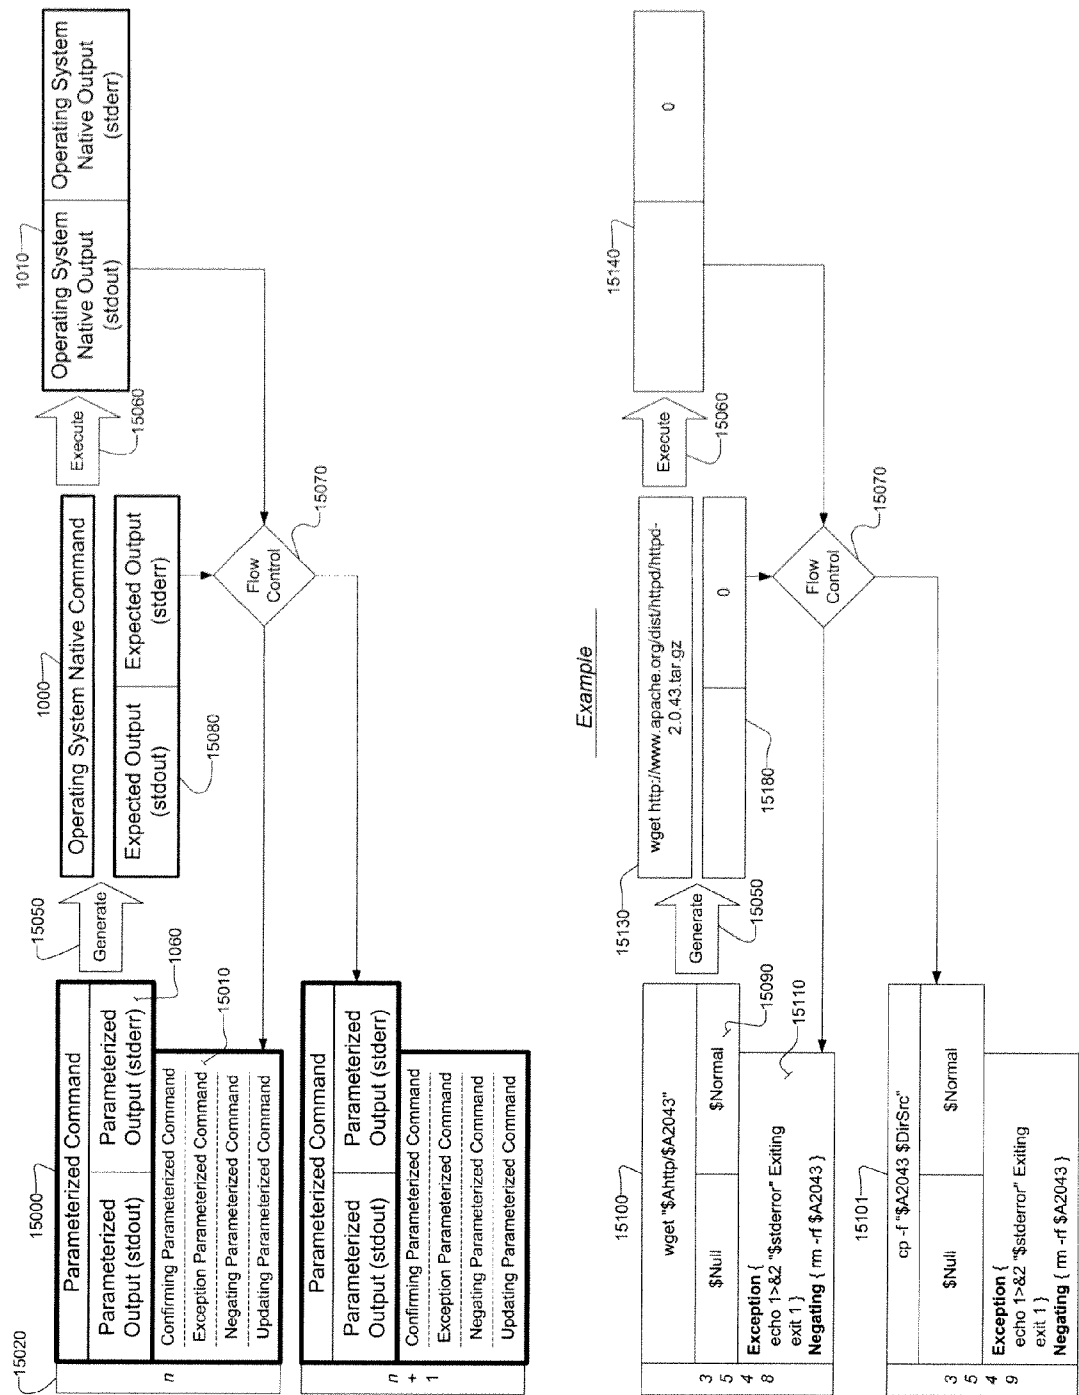 15020
15000
Parameterized Command
Parameterized
Output (stdout)
Parameterized
Output (stderr)
1060
Confirming Parameterized Command
Exception Parameterized Command
Negating Parameterized Command
Updating Parameterized Command
15010
n
15050
Generate
1000
Operating System Native Command
Expected Output
(stdout)
Expected Output
(stderr)
15080
Execute
15060
1010
Operating System
Native Output
(stdout)
Operating System
Native Output
(stderr)
Flow
Control
15070
Parameterized Command
Parameterized
Output (stdout)
Parameterized
Output (stderr)
Confirming Parameterized Command
Exception Parameterized Command
Negating Parameterized Command
Updating Parameterized Command
n
+
1
Example
15100
wget "$Ahttp/$A2043"
$Null
$Normal
15090
Exception {
echo 1>&2 "$stderror" Exiting
exit 1 }
Negating { rm -rf $A2043 }
15110
3
5
4
8
Generate
15050
15130
wget http://www.apache.org/dist/httpd/httpd-
2.0.43.tar.gz
0
15180
Execute
15060
15140
0
Flow
Control
15070
15101
cp -f "$A2043 $DirSrc"
$Null
$Normal
Exception {
echo 1>&2 "$stderror" Exiting
exit 1 }
Negating { rm -rf $A2043 }
3
5
4
9